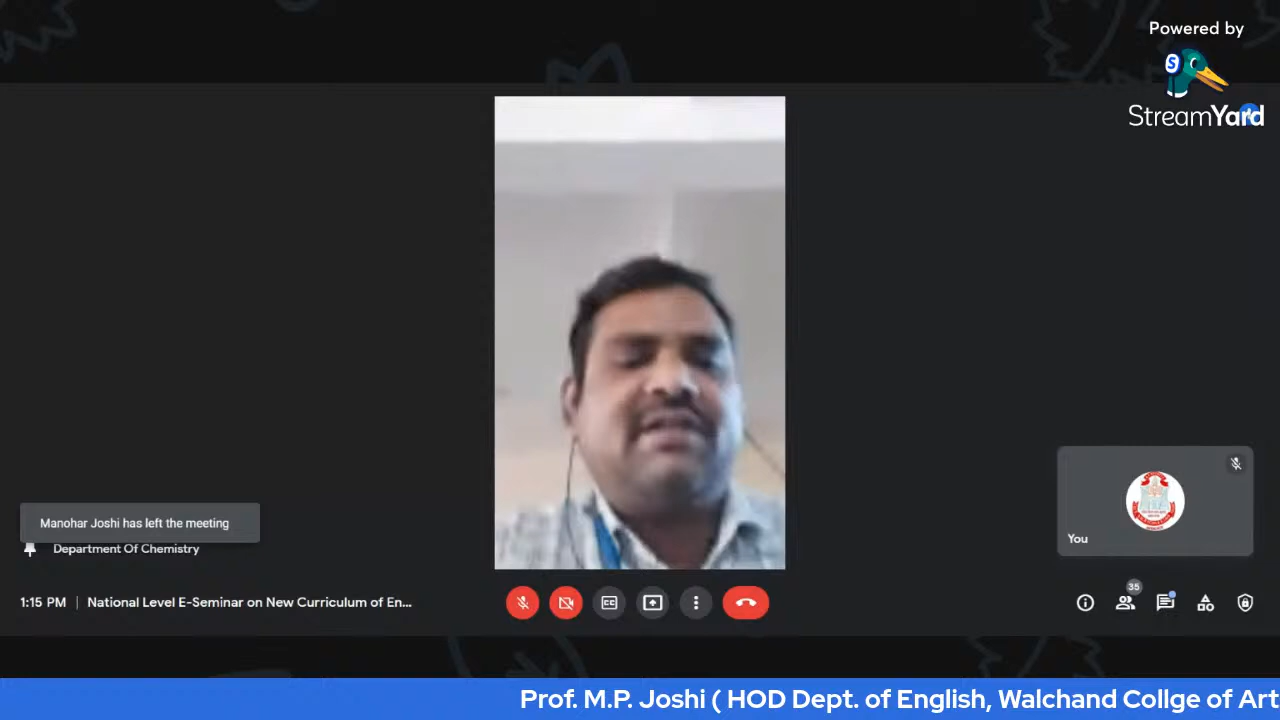 Powered by
StreamYard
Manohar Joshi has left the meeting
Department Of Chemistry
You
1:15 PM | National Level E-Seminar on New Curriculum of En...
35
Prof. M.P. Joshi ( HOD Dept. of English, Walchand Collge of Art